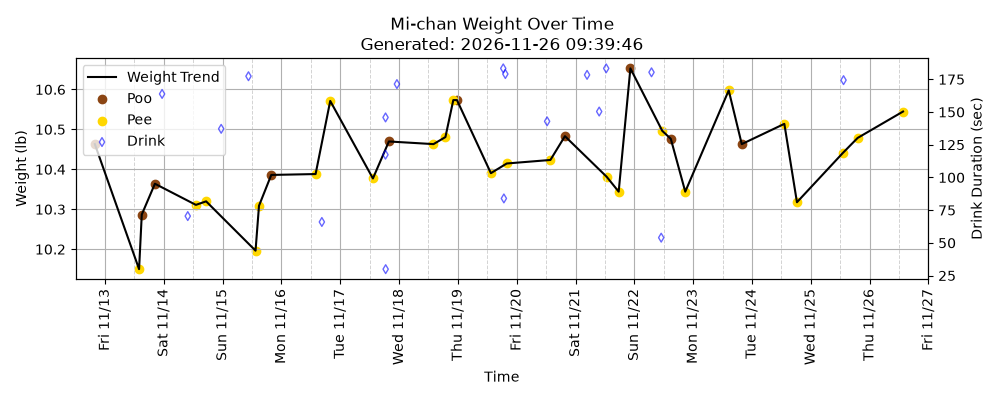 Mi-chan Weight Over Time
Generated: 2026-11-26 09:39:46
Weight Trend
Poo
Pee
Drink
Weight (lb)
10.6
10.5
10.4
10.3
10.2
Drink Duration (sec)
175
150
125
100
75
50
25
Fri 11/13
Sat 11/14
Sun 11/15
Mon 11/16
Tue 11/17
Wed 11/18
Thu 11/19
Fri 11/20
Sat 11/21
Sun 11/22
Mon 11/23
Tue 11/24
Wed 11/25
Thu 11/26
Fri 11/27
Time